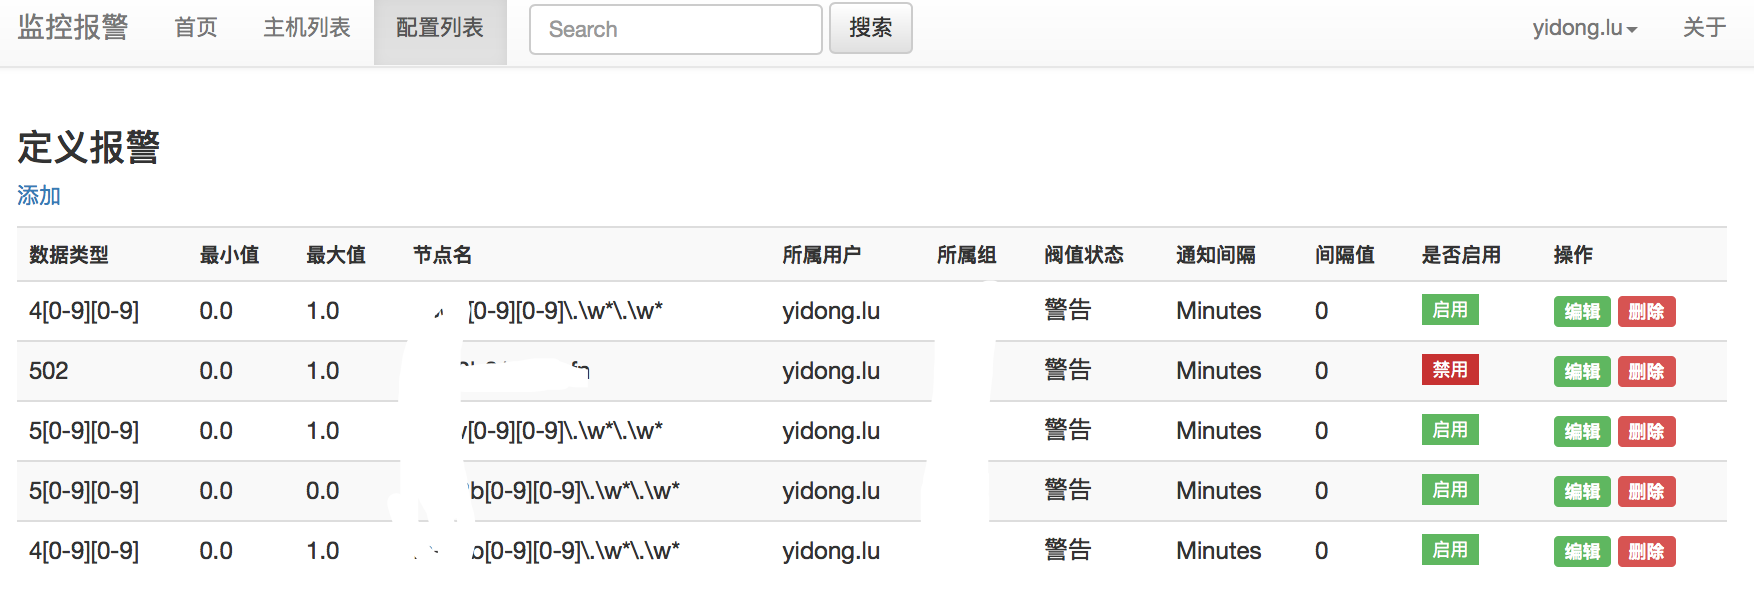 监控报警 首页 主机列表 配置列表 Search 搜索 yidong.lu 关于
定义报警
添加
数据类型 最小值 最大值 节点名 所属用户 所属组 阀值状态 通知间隔 间隔值 是否启用 操作
4[0-9][0-9] 0.0 1.0 [0-9][0-9]\.\w*\.\w* yidong.lu 警告 Minutes 0 启用 编辑 删除
502 0.0 1.0 yidong.lu 警告 Minutes 0 禁用 编辑 删除
5[0-9][0-9] 0.0 1.0 [0-9][0-9]\.\w*\.\w* yidong.lu 警告 Minutes 0 启用 编辑 删除
5[0-9][0-9] 0.0 0.0 b[0-9][0-9]\.\w*\.\w* yidong.lu 警告 Minutes 0 启用 编辑 删除
4[0-9][0-9] 0.0 1.0 [0-9][0-9]\.\w*\.\w* yidong.lu 警告 Minutes 0 启用 编辑 删除